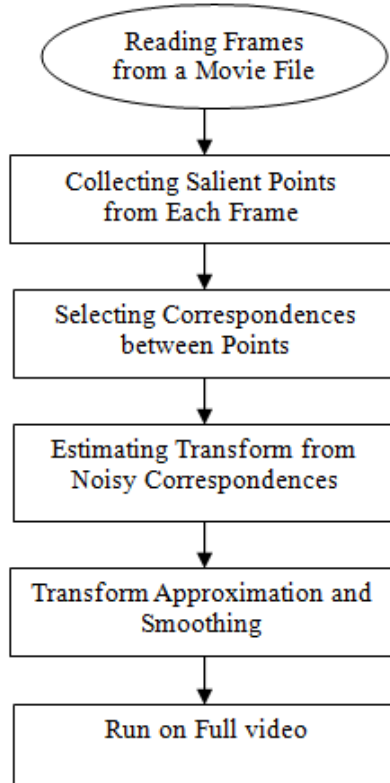 Reading Frames
from a Movie File
Collecting Salient Points
from Each Frame
Selecting Correspondences
between Points
Estimating Transform from
Noisy Correspondences
Transform Approximation and
Smoothing
Run on Full video